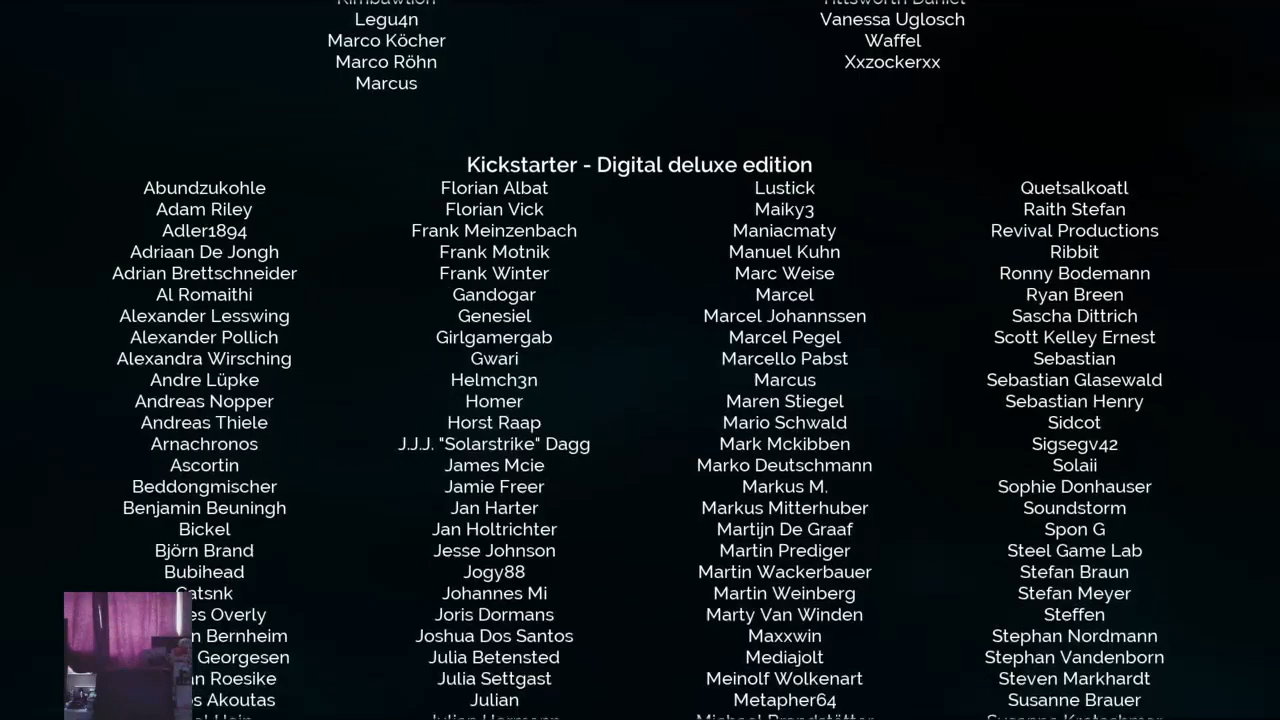 Legu4n
Marco Köcher
Marco Röhn
Marcus
Vanessa Uglosch
Waffel
Xxzockerxx
Kickstarter - Digital deluxe edition
Abundzukohle
Adam Riley
Adler1894
Adriaan De Jongh
Adrian Brettschneider
Al Romaithi
Alexander Lesswing
Alexander Pollich
Alexandra Wirsching
Andre Lüpke
Andreas Nopper
Andreas Thiele
Arnachronos
Ascortin
Beddongmischer
Benjamin Beuningh
Bickel
Björn Brand
Bubihead
Overly
Bernheim
Georgesen
Roesike
Akoutas
Florian Albat
Florian Vick
Frank Meinzenbach
Frank Motnik
Frank Winter
Gandogar
Genesiel
Girlgamergab
Gwari
Helmch3n
Homer
Horst Raap
J.J.J. "Solarstrike" Dagg
James Mcie
Jamie Freer
Jan Harter
Jan Holtrichter
Jesse Johnson
Jogy88
Johannes Mi
Joris Dormans
Joshua Dos Santos
Julia Betensted
Julia Settgast
Julian
Lustick
Maiky3
Maniacmaty
Manuel Kuhn
Marc Weise
Marcel
Marcel Johannssen
Marcel Pegel
Marcello Pabst
Marcus
Maren Stiegel
Mario Schwald
Mark Mckibben
Marko Deutschmann
Markus M.
Markus Mitterhuber
Martijn De Graaf
Martin Prediger
Martin Wackerbauer
Martin Weinberg
Marty Van Winden
Maxxwin
Mediajolt
Meinolf Wolkenart
Metapher64
Quetsalkoatl
Raith Stefan
Revival Productions
Ribbit
Ronny Bodemann
Ryan Breen
Sascha Dittrich
Scott Kelley Ernest
Sebastian
Sebastian Glasewald
Sebastian Henry
Sidcot
Sigsegv42
Solaii
Sophie Donhauser
Soundstorm
Spon G
Steel Game Lab
Stefan Braun
Stefan Meyer
Steffen
Stephan Nordmann
Stephan Vandenborn
Steven Markhardt
Susanne Brauer